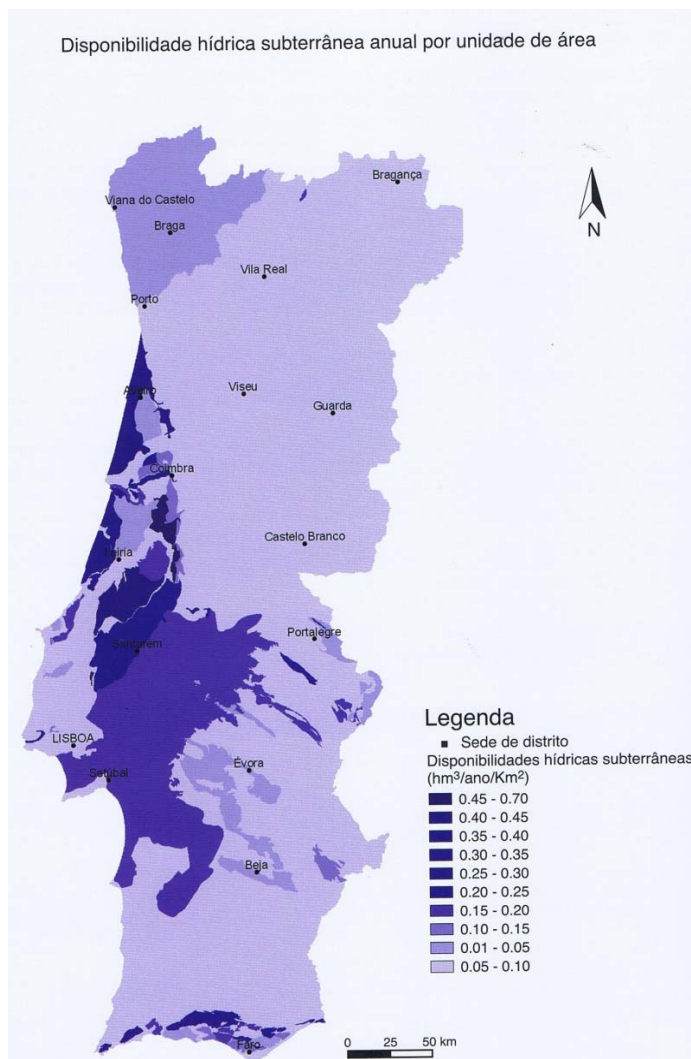 Disponibilidade hídrica subterrânea anual por unidade de área
Bragança
Viana do Castelo
Braga
N
Vila Real
Porto
Aveiro
Viseu
Guarda
Coimbra
Castelo Branco
Leiria
Portalegre
Santarém
Legenda
Sede de distrito
LISBOA
Disponibilidades hídricas subterrâneas
(hm³/ano/Km²)
Évora
Setúbal
0.45 - 0.70
0.40 - 0.45
0.35 - 0.40
0.30 - 0.35
0.25 - 0.30
0.20 - 0.25
0.15 - 0.20
0.10 - 0.15
0.01 - 0.05
0.05 - 0.10
Beja
Faro
0 25 50 km